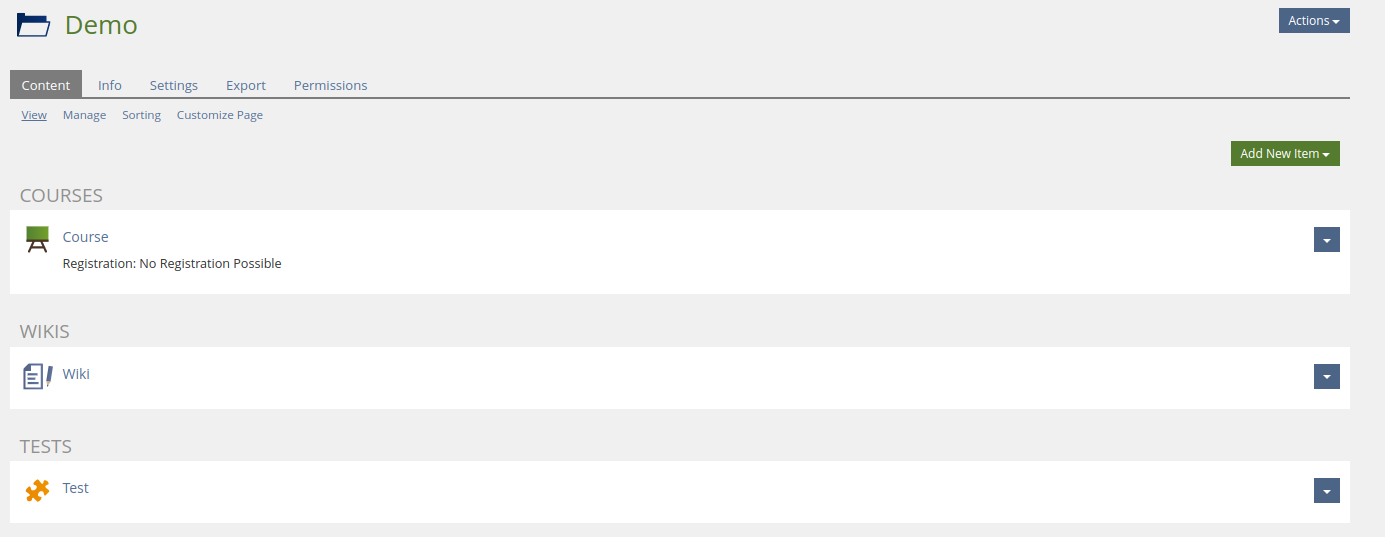 Demo
Actions
Content Info Settings Export Permissions
View Manage Sorting Customize Page
Add New Item
COURSES
Course
Registration: No Registration Possible
WIKIS
Wiki
TESTS
Test